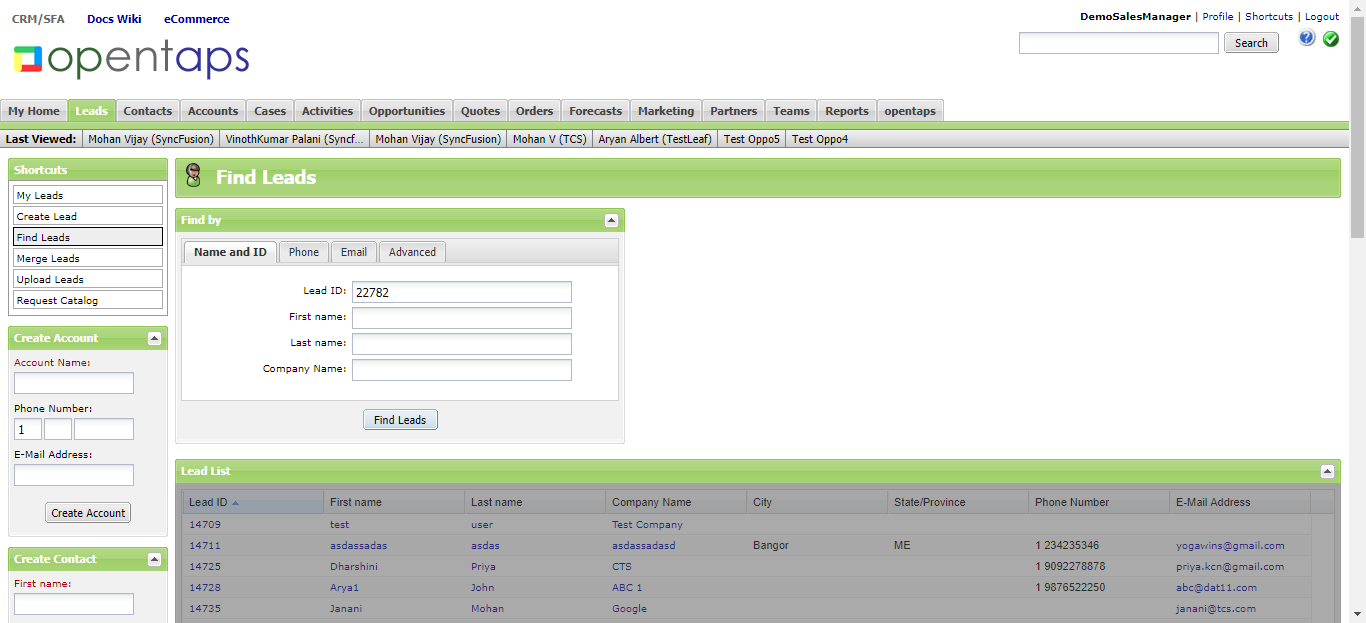 CRM/SFA Docs Wiki eCommerce
DemoSalesManager | Profile | Shortcuts | Logout
opentaps
Search
My Home Leads Contacts Accounts Cases Activities Opportunities Quotes Orders Forecasts Marketing Partners Teams Reports opentaps
Last Viewed: Mohan Vijay (SyncFusion) VinothKumar Palani (Syncf... Mohan Vijay (SyncFusion) Mohan V (TCS) Aryan Albert (TestLeaf) Test Oppo5 Test Oppo4
Shortcuts
My Leads
Create Lead
Find Leads
Merge Leads
Upload Leads
Request Catalog
Create Account
Account Name:
Phone Number:
1
E-Mail Address:
Create Account
Create Contact
First name:
Find Leads
Find by
Name and ID Phone Email Advanced
Lead ID: 22782
First name:
Last name:
Company Name:
Find Leads
Lead List
Lead ID First name Last name Company Name City State/Province Phone Number E-Mail Address
14709 test user Test Company
14711 asdassadas asdas asdassadasd Bangor ME 1 234235346 yogawins@gmail.com
14725 Dharshini Priya CTS 1 9092278878 priya.kcn@gmail.com
14728 Arya1 John ABC 1 1 9876522250 abc@dat11.com
14735 Janani Mohan Google janani@tcs.com